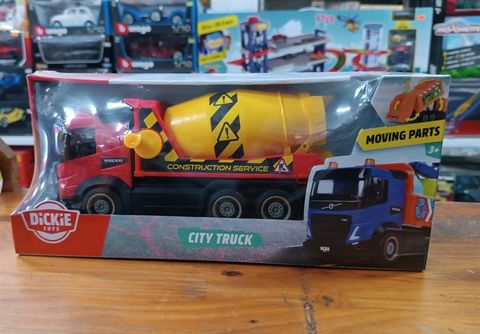 MOVING PARTS
3+
VOLVO
CONSTRUCTION SERVICE
DICKIE
TOYS
CITY TRUCK